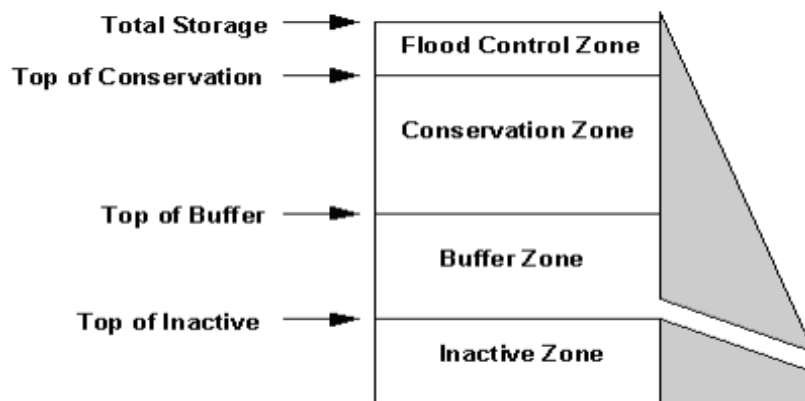 Total Storage
Flood Control Zone
Top of Conservation
Conservation Zone
Top of Buffer
Buffer Zone
Top of Inactive
Inactive Zone